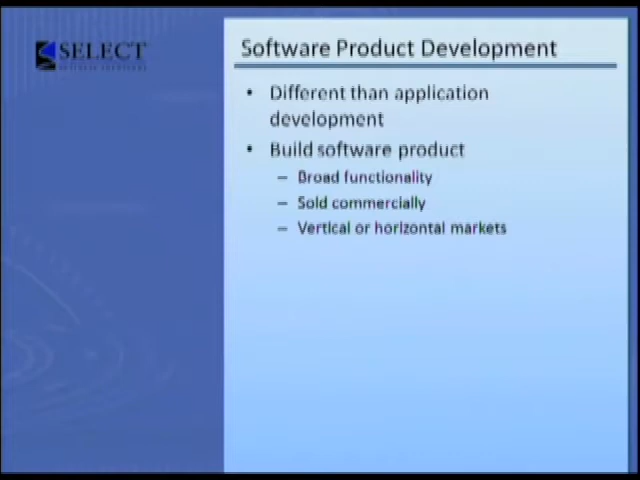 SELECT
Software Product Development
• Different than application
development
• Build software product
– Broad functionality
– Sold commercially
– Vertical or horizontal markets